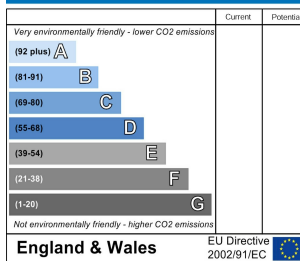 Current Potential
Very environmentally friendly - lower CO2 emissions
(92 plus) A
(81-91) B
(69-80) C
(55-68) D
(39-54) E
(21-38) F
(1-20) G
Not environmentally friendly - higher CO2 emissions
England & Wales
EU Directive
2002/91/EC